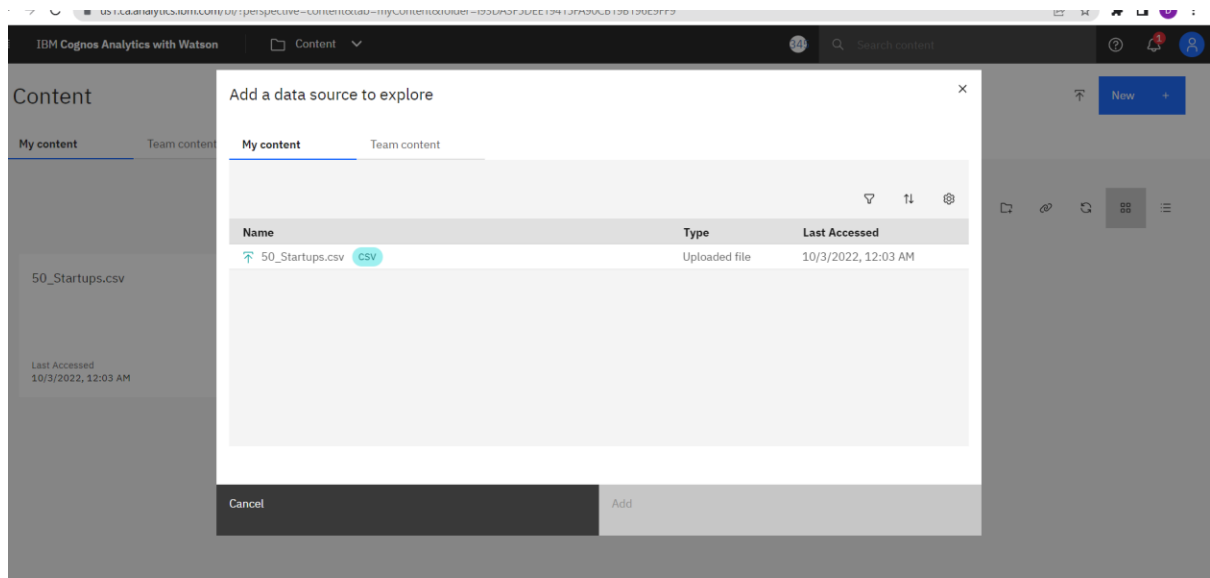 IBM Cognos Analytics with Watson
Content
Search content
1
Content
New +
My content
Team content
Add a data source to explore
My content
Team content
Name Type Last Accessed
50_Startups.csv CSV Uploaded file 10/3/2022, 12:03 AM
50_Startups.csv
Last Accessed
10/3/2022, 12:03 AM
Cancel
Add